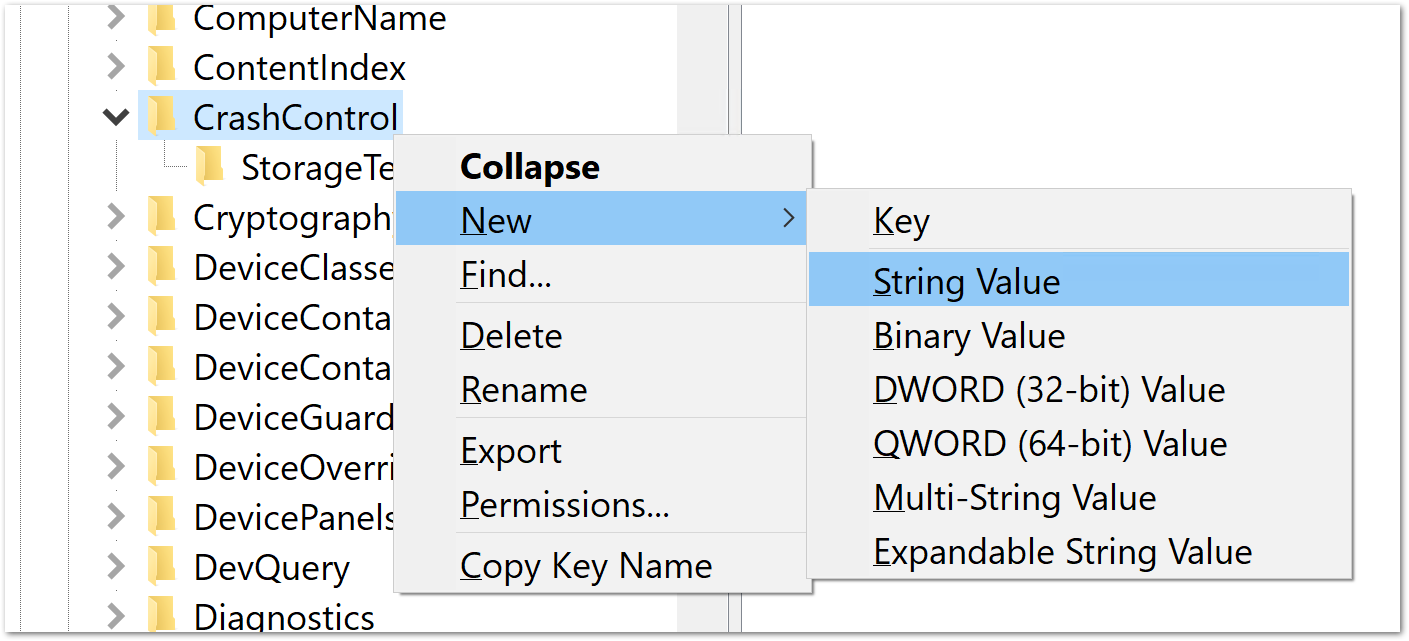 ComputerName
ContentIndex
CrashControl
StorageTe
Cryptography
DeviceClasse
DeviceConta
DeviceConta
DeviceGuard
DeviceOverri
DevicePanels
DevQuery
Diagnostics
Collapse
New
Find...
Delete
Rename
Export
Permissions...
Copy Key Name
Key
String Value
Binary Value
DWORD (32-bit) Value
QWORD (64-bit) Value
Multi-String Value
Expandable String Value